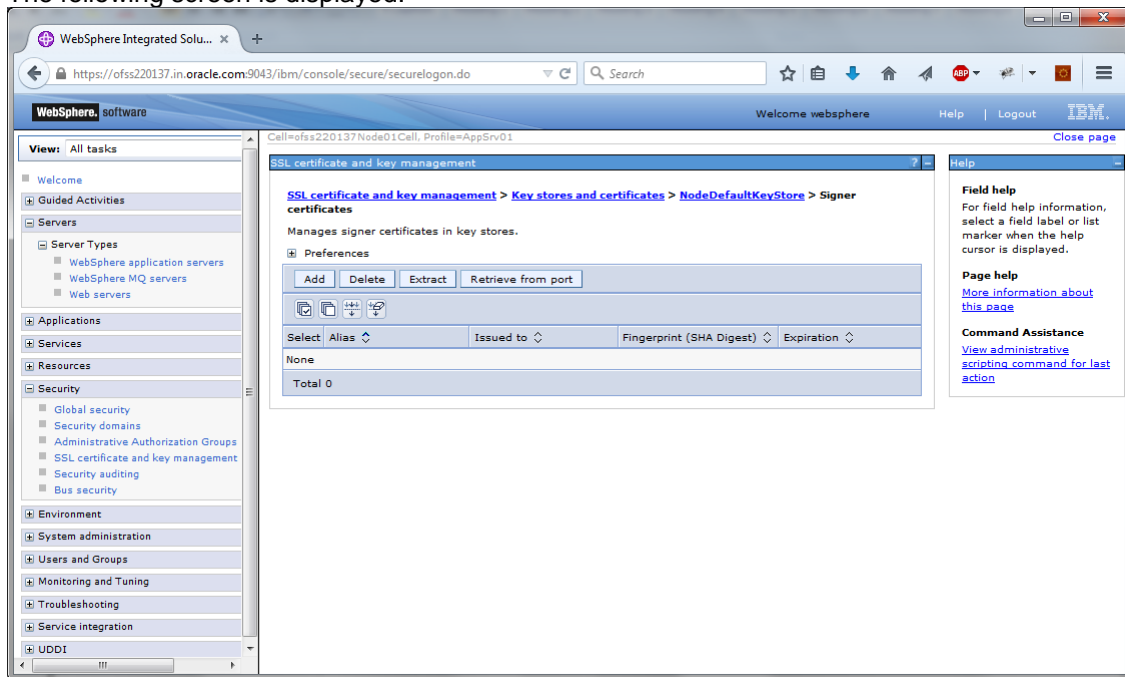 The following screen is displayed.
WebSphere Integrated Solu... × +
https://ofss220137.in.oracle.com:9043/ibm/console/secure/securelogon.do
Search
ABP
WebSphere. software
Welcome websphere
Help | Logout
IBM.
Cell=ofss220137Node01Cell, Profile=AppSrv01
Close page
View: All tasks
Welcome
Guided Activities
Servers
Server Types
WebSphere application servers
WebSphere MQ servers
Web servers
Applications
Services
Resources
Security
Global security
Security domains
Administrative Authorization Groups
SSL certificate and key management
Security auditing
Bus security
Environment
System administration
Users and Groups
Monitoring and Tuning
Troubleshooting
Service integration
UDDI
SSL certificate and key management
? –
SSL certificate and key management > Key stores and certificates > NodeDefaultKeyStore > Signer
certificates
Manages signer certificates in key stores.
Preferences
Add Delete Extract Retrieve from port
Select Alias Issued to Fingerprint (SHA Digest) Expiration
None
Total 0
Help –
Field help
For field help information,
select a field label or list
marker when the help
cursor is displayed.
Page help
More information about
this page
Command Assistance
View administrative
scripting command for last
action